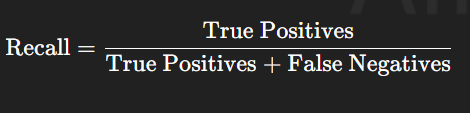 Recall = True Positives / True Positives + False Negatives